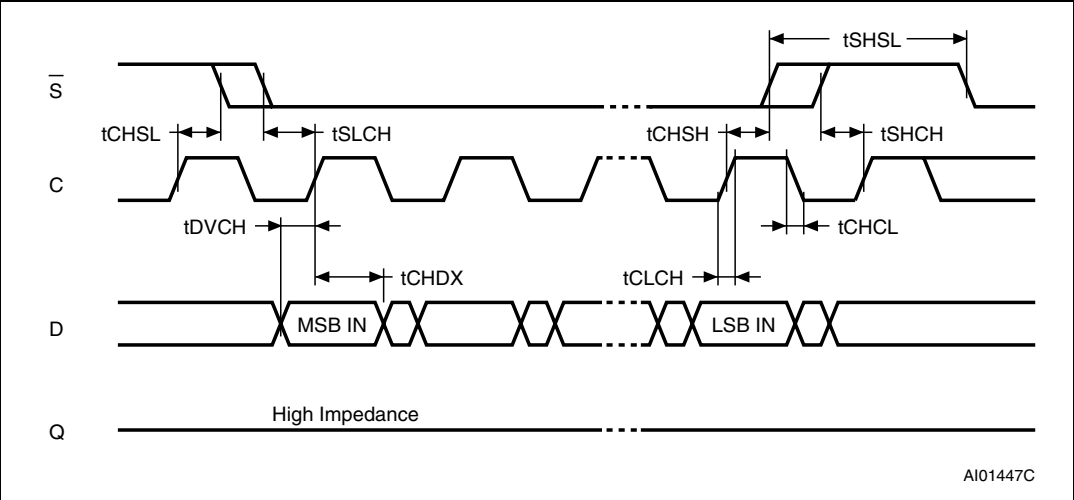 tSHSL
S̅
tCHSL
tSLCH
tCHSH
tSHCH
C
tDVCH
tCHCL
tCHDX
tCLCH
D
MSB IN
LSB IN
High Impedance
Q
AI01447C